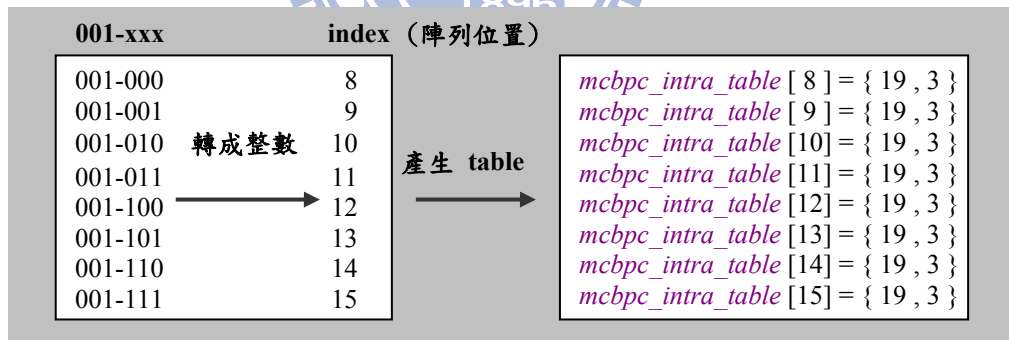 1896
001-xxx index (陣列位置)
001-000 8
001-001 9
001-010 10
001-011 11
001-100 12
001-101 13
001-110 14
001-111 15
轉成整數
產生 table
mcbpc_intra_table [ 8 ] = { 19 , 3 }
mcbpc_intra_table [ 9 ] = { 19 , 3 }
mcbpc_intra_table [10] = { 19 , 3 }
mcbpc_intra_table [11] = { 19 , 3 }
mcbpc_intra_table [12] = { 19 , 3 }
mcbpc_intra_table [13] = { 19 , 3 }
mcbpc_intra_table [14] = { 19 , 3 }
mcbpc_intra_table [15] = { 19 , 3 }